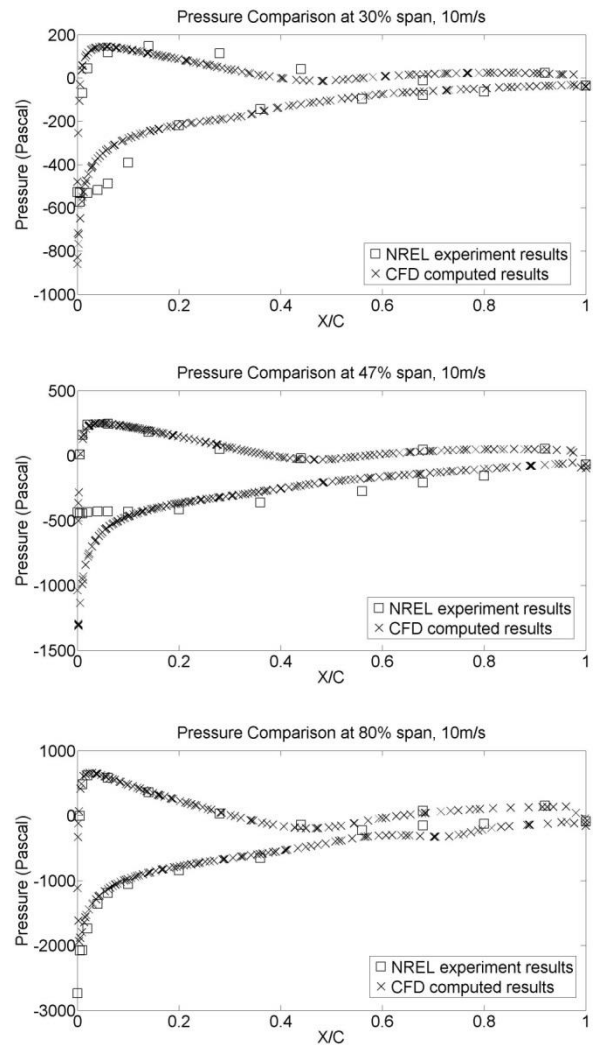 Pressure Comparison at 30% span, 10m/s
200
0
-200
-400
-600
-800
-1000
Pressure (Pascal)
NREL experiment results
CFD computed results
0 0.2 0.4 0.6 0.8 1
X/C
Pressure Comparison at 47% span, 10m/s
500
0
-500
-1000
-1500
Pressure (Pascal)
NREL experiment results
CFD computed results
0 0.2 0.4 0.6 0.8 1
X/C
Pressure Comparison at 80% span, 10m/s
1000
0
-1000
-2000
-3000
Pressure (Pascal)
NREL experiment results
CFD computed results
0 0.2 0.4 0.6 0.8 1
X/C